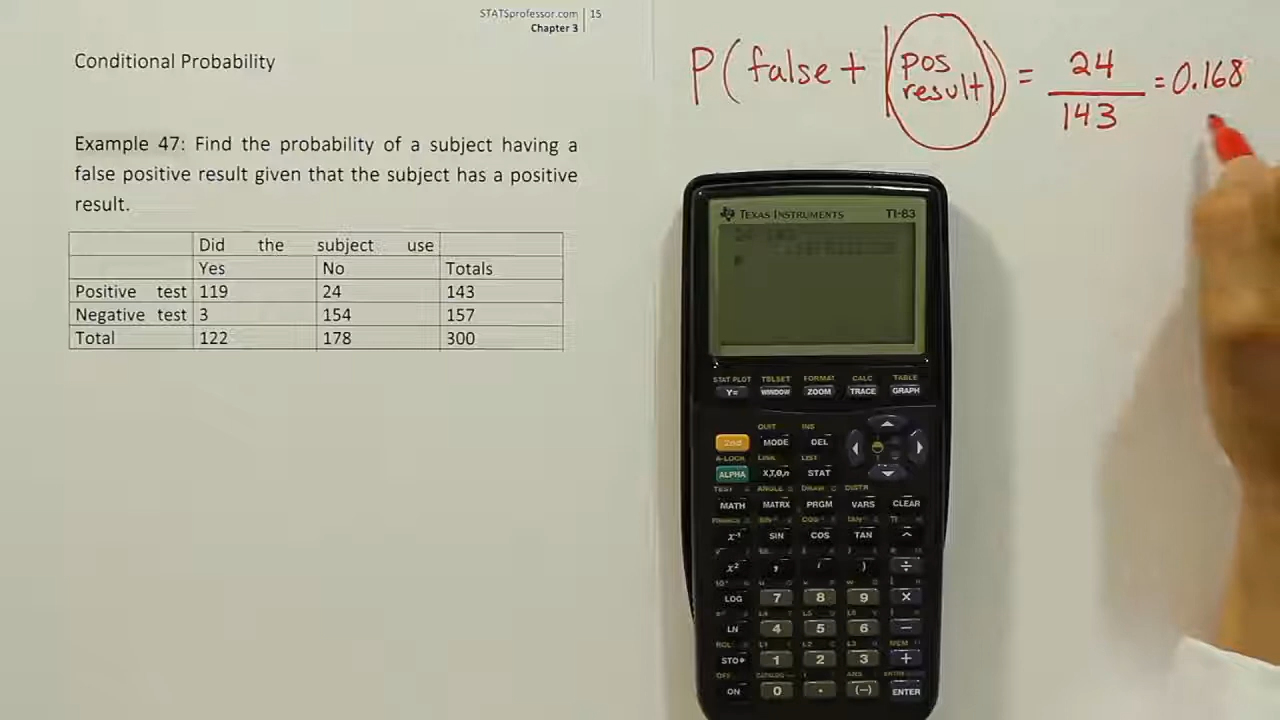 STATSprofessor.com 15
Chapter 3
Conditional Probability
Example 47: Find the probability of a subject having a
false positive result given that the subject has a positive
result.
Did the subject use
Yes No Totals
Positive test 119 24 143
Negative test 3 154 157
Total 122 178 300
P(false + | pos result) = 24/143 = 0.168
TEXAS INSTRUMENTS TI-83
STAT PLOT TBLSET FORMAT CALC TABLE
Y= WINDOW ZOOM TRACE GRAPH
QUIT INS
2nd MODE DEL
A-LOCK LINK LIST
ALPHA X,T,θ,n STAT
TEST ANGLE DRAW DISTR
MATH MATRX PRGM VARS CLEAR
x⁻¹ SIN COS TAN ^
x² , ( ) ÷
LOG 7 8 9 ×
LN 4 5 6 −
RCL MEM
STO▸ 1 2 3 +
OFF CATALOG ANS ENTRY
ON 0 . (−) ENTER